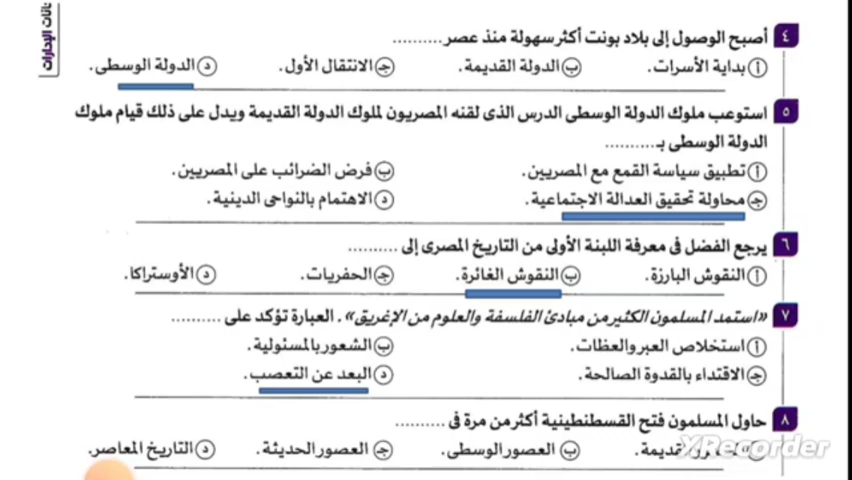 بنات الإدارات
٤ أصبح الوصول إلى بلاد بونت أكثر سهولة منذ عصر ..........
أ بداية الأسرات. ب الدولة القديمة. ج الانتقال الأول. د الدولة الوسطى.
٥ استوعب ملوك الدولة الوسطى الدرس الذى لقنه المصريون لملوك الدولة القديمة ويدل على ذلك قيام ملوك
الدولة الوسطى بـ ..........
أ تطبيق سياسة القمع مع المصريين. ب فرض الضرائب على المصريين.
ج محاولة تحقيق العدالة الاجتماعية. د الاهتمام بالنواحى الدينية.
٦ يرجع الفضل فى معرفة اللبنة الأولى من التاريخ المصرى إلى ..........
أ النقوش البارزة. ب النقوش الغائرة. ج الحفريات. د الأوستراكا.
٧ «استمد المسلمون الكثير من مبادئ الفلسفة والعلوم من الإغريق». العبارة تؤكد على ..........
أ استخلاص العبر والعظات. ب الشعور بالمسئولية.
ج الاقتداء بالقدوة الصالحة. د البعد عن التعصب.
٨ حاول المسلمون فتح القسطنطينية أكثر من مرة فى ..........
ب العصور الوسطى. ج العصور الحديثة. د التاريخ المعاصر.
XRecorder